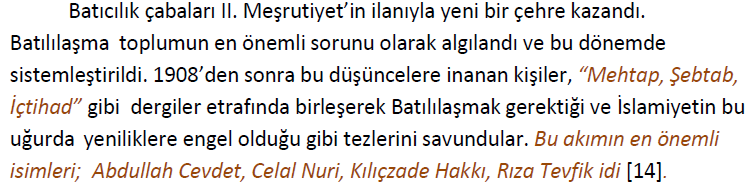 Batıcılık çabaları II. Meşrutiyet’in ilanıyla yeni bir çehre kazandı.
Batılılaşma toplumun en önemli sorunu olarak algılandı ve bu dönemde
sistemleştirildi. 1908’den sonra bu düşüncelere inanan kişiler, “Mehtap, Şebtab,
İçtihad” gibi dergiler etrafında birleşerek Batılılaşmak gerektiği ve İslamiyetin bu
uğurda yeniliklere engel olduğu gibi tezlerini savundular. Bu akımın en önemli
isimleri; Abdullah Cevdet, Celal Nuri, Kılıçzade Hakkı, Rıza Tevfik idi [14].